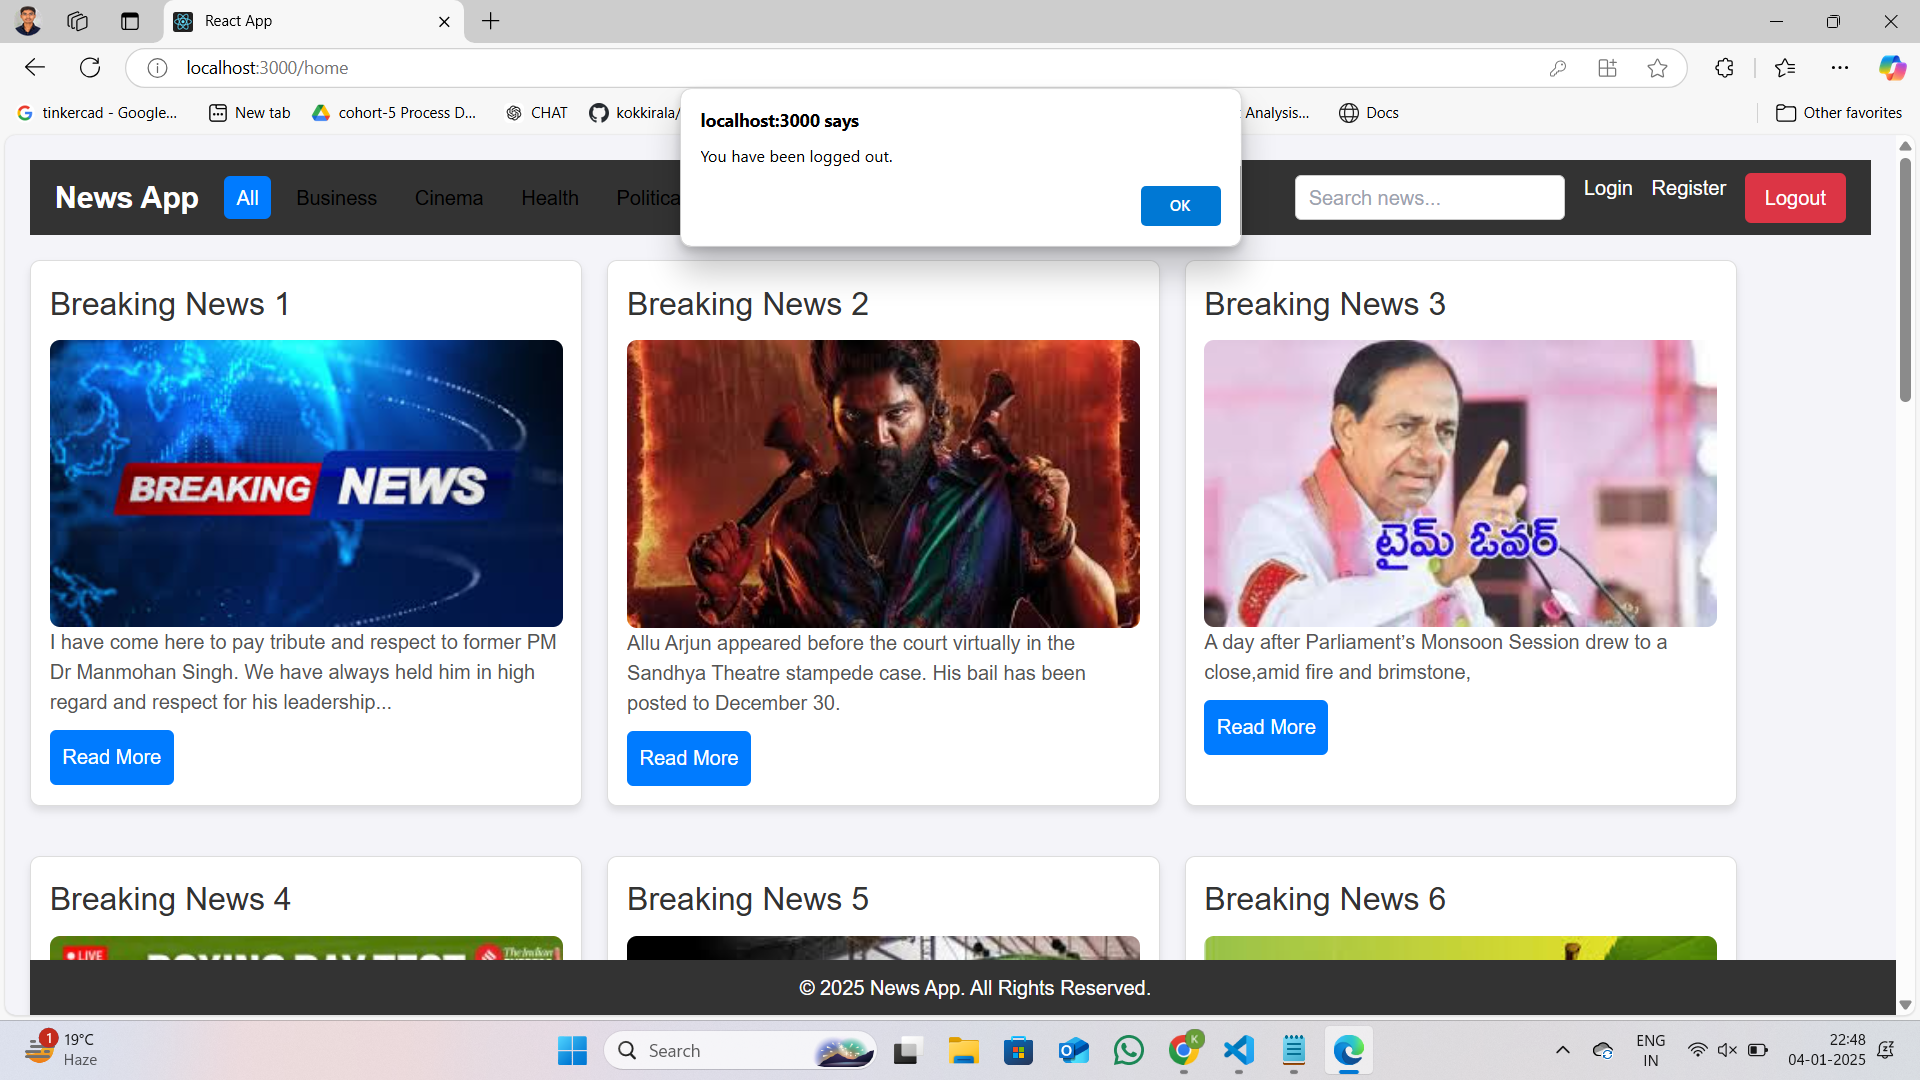 React App
localhost:3000/home
tinkercad - Google...
New tab
cohort-5 Process D...
CHAT
kokkirala/
Analysis...
Docs
Other favorites
localhost:3000 says
You have been logged out.
OK
News App
All
Business
Cinema
Health
Politica
Search news...
Login
Register
Logout
Breaking News 1
BREAKING NEWS
I have come here to pay tribute and respect to former PM
Dr Manmohan Singh. We have always held him in high
regard and respect for his leadership...
Read More
Breaking News 2
Allu Arjun appeared before the court virtually in the
Sandhya Theatre stampede case. His bail has been
posted to December 30.
Read More
Breaking News 3
టైమ్ ఓవర్
A day after Parliament’s Monsoon Session drew to a
close,amid fire and brimstone,
Read More
Breaking News 4
LIVE
BOXING DAY TEST
The Indian
Breaking News 5
Breaking News 6
© 2025 News App. All Rights Reserved.
1
19°C
Haze
Search
K
ENG
IN
22:48
04-01-2025